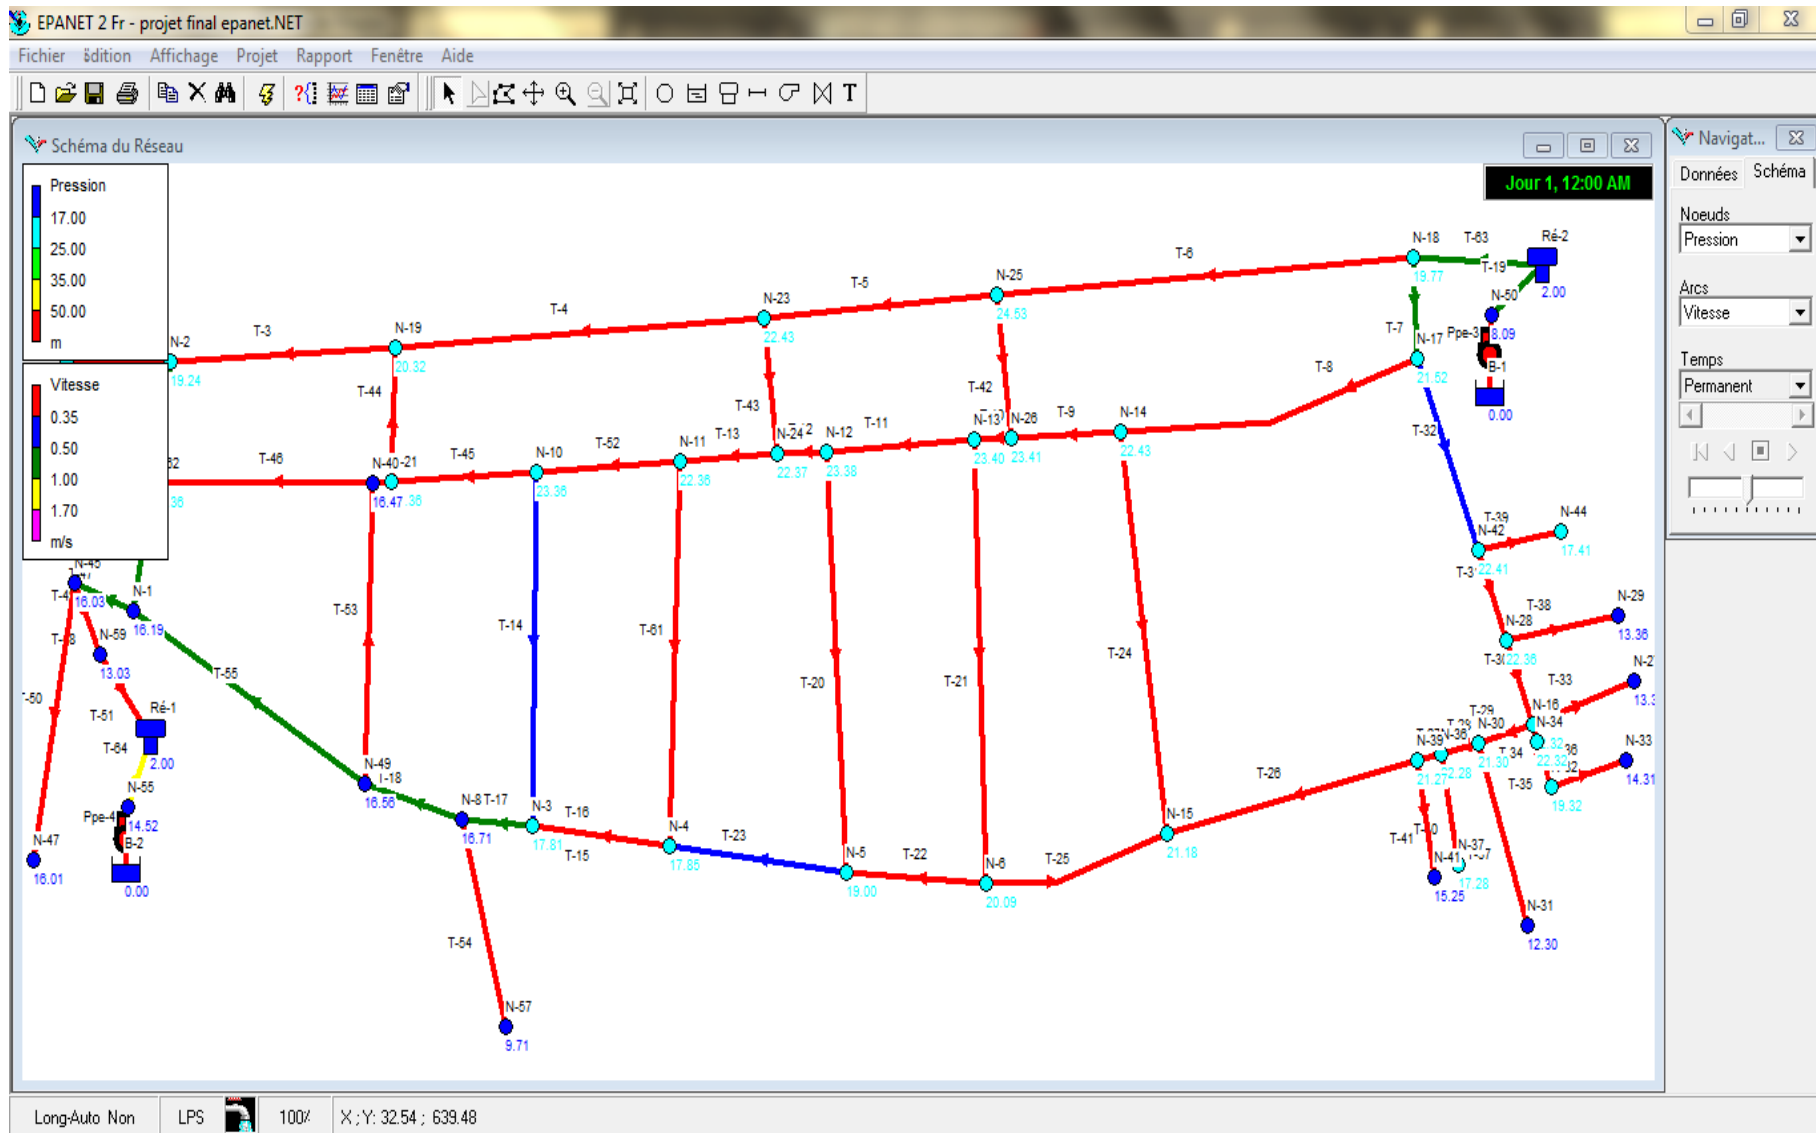 EPANET 2 Fr - projet final epanet.NET
Fichier Edition Affichage Projet Rapport Fenêtre Aide
T
Schéma du Réseau
Navigat...
Données Schéma
Noeuds
Pression
Arcs
Vitesse
Temps
Permanent
Jour 1, 12:00 AM
Pression
17.00
25.00
35.00
50.00
m
Vitesse
0.35
0.50
1.00
1.70
m/s
N-18
T-63
Ré-2
19.77
T-19
2.00
T-6
N-25
24.53
T-5
N-23
22.43
T-4
N-19
20.32
T-3
N-2
19.24
N-50
8.09
Ppe-3
B-1
0.00
T-7
N-17
21.52
T-8
T-32
T-44
T-43
T-42
N-14
22.43
T-9
N-26
23.41
N-13
23.40
T-11
N-12
23.38
N-24
22.37
T-13
N-11
22.36
T-52
N-10
23.36
T-45
N-40
16.47
T-46
T-39
N-42
22.41
N-44
17.41
N-29
13.36
T-38
N-28
22.36
T-33
N-16
N-34
22.32
N-33
14.31
T-35
19.32
T-34
T-29
N-30
21.30
N-36
N-39
21.27
T-26
T-24
N-15
21.18
T-21
T-20
T-61
T-14
T-53
T-55
N-45
16.03
N-1
16.19
N-59
13.03
T-51
Ré-1
T-64
2.00
N-55
14.52
Ppe-4
B-2
0.00
N-47
16.01
N-49
16.56
T-18
N-8
16.71
T-17
N-3
17.81
T-16
T-15
N-4
17.86
T-23
N-5
19.00
T-22
N-6
20.09
T-25
T-41
N-41
15.25
N-37
17.28
N-31
12.30
T-54
N-57
9.71
Long-Auto Non LPS 100% X ; Y: 32.54 ; 639.48